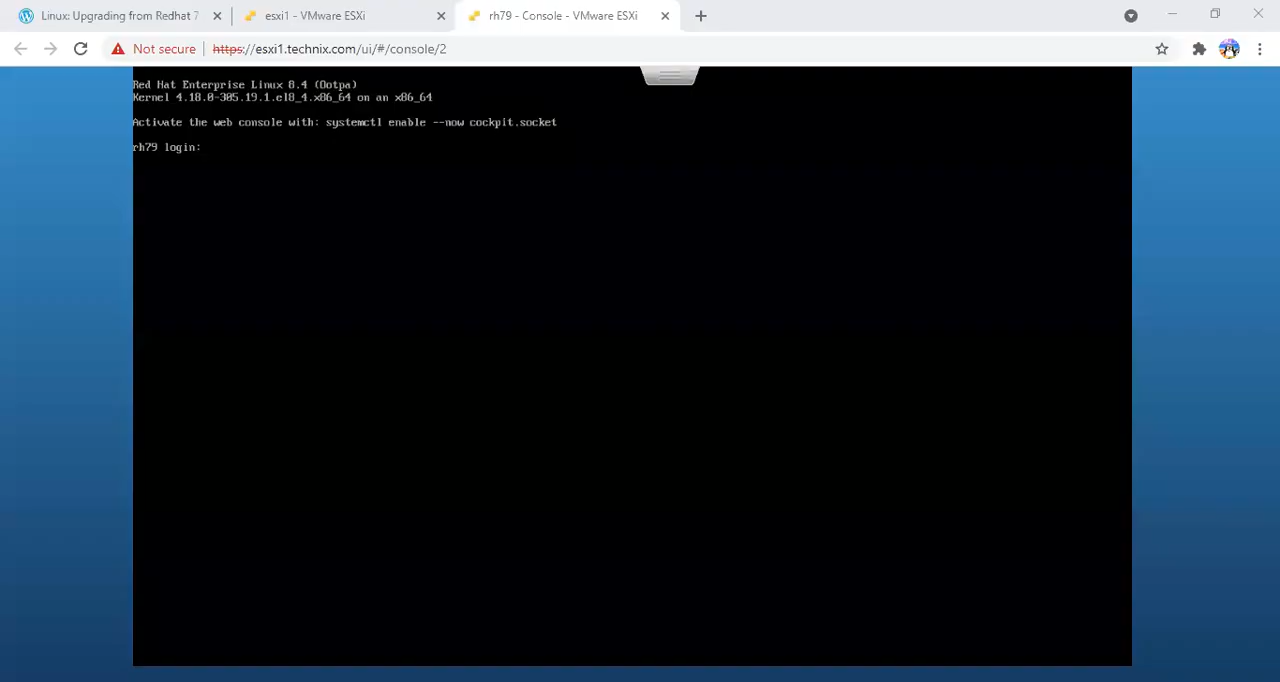 Linux: Upgrading from Redhat 7
esxi1 - VMware ESXi
rh79 - Console - VMware ESXi
Not secure
https://esxi1.technix.com/ui/#/console/2
Red Hat Enterprise Linux 8.4 (Ootpa)
Kernel 4.18.0-305.19.1.el8_4.x86_64 on an x86_64
Activate the web console with: systemctl enable --now cockpit.socket
rh79 login: